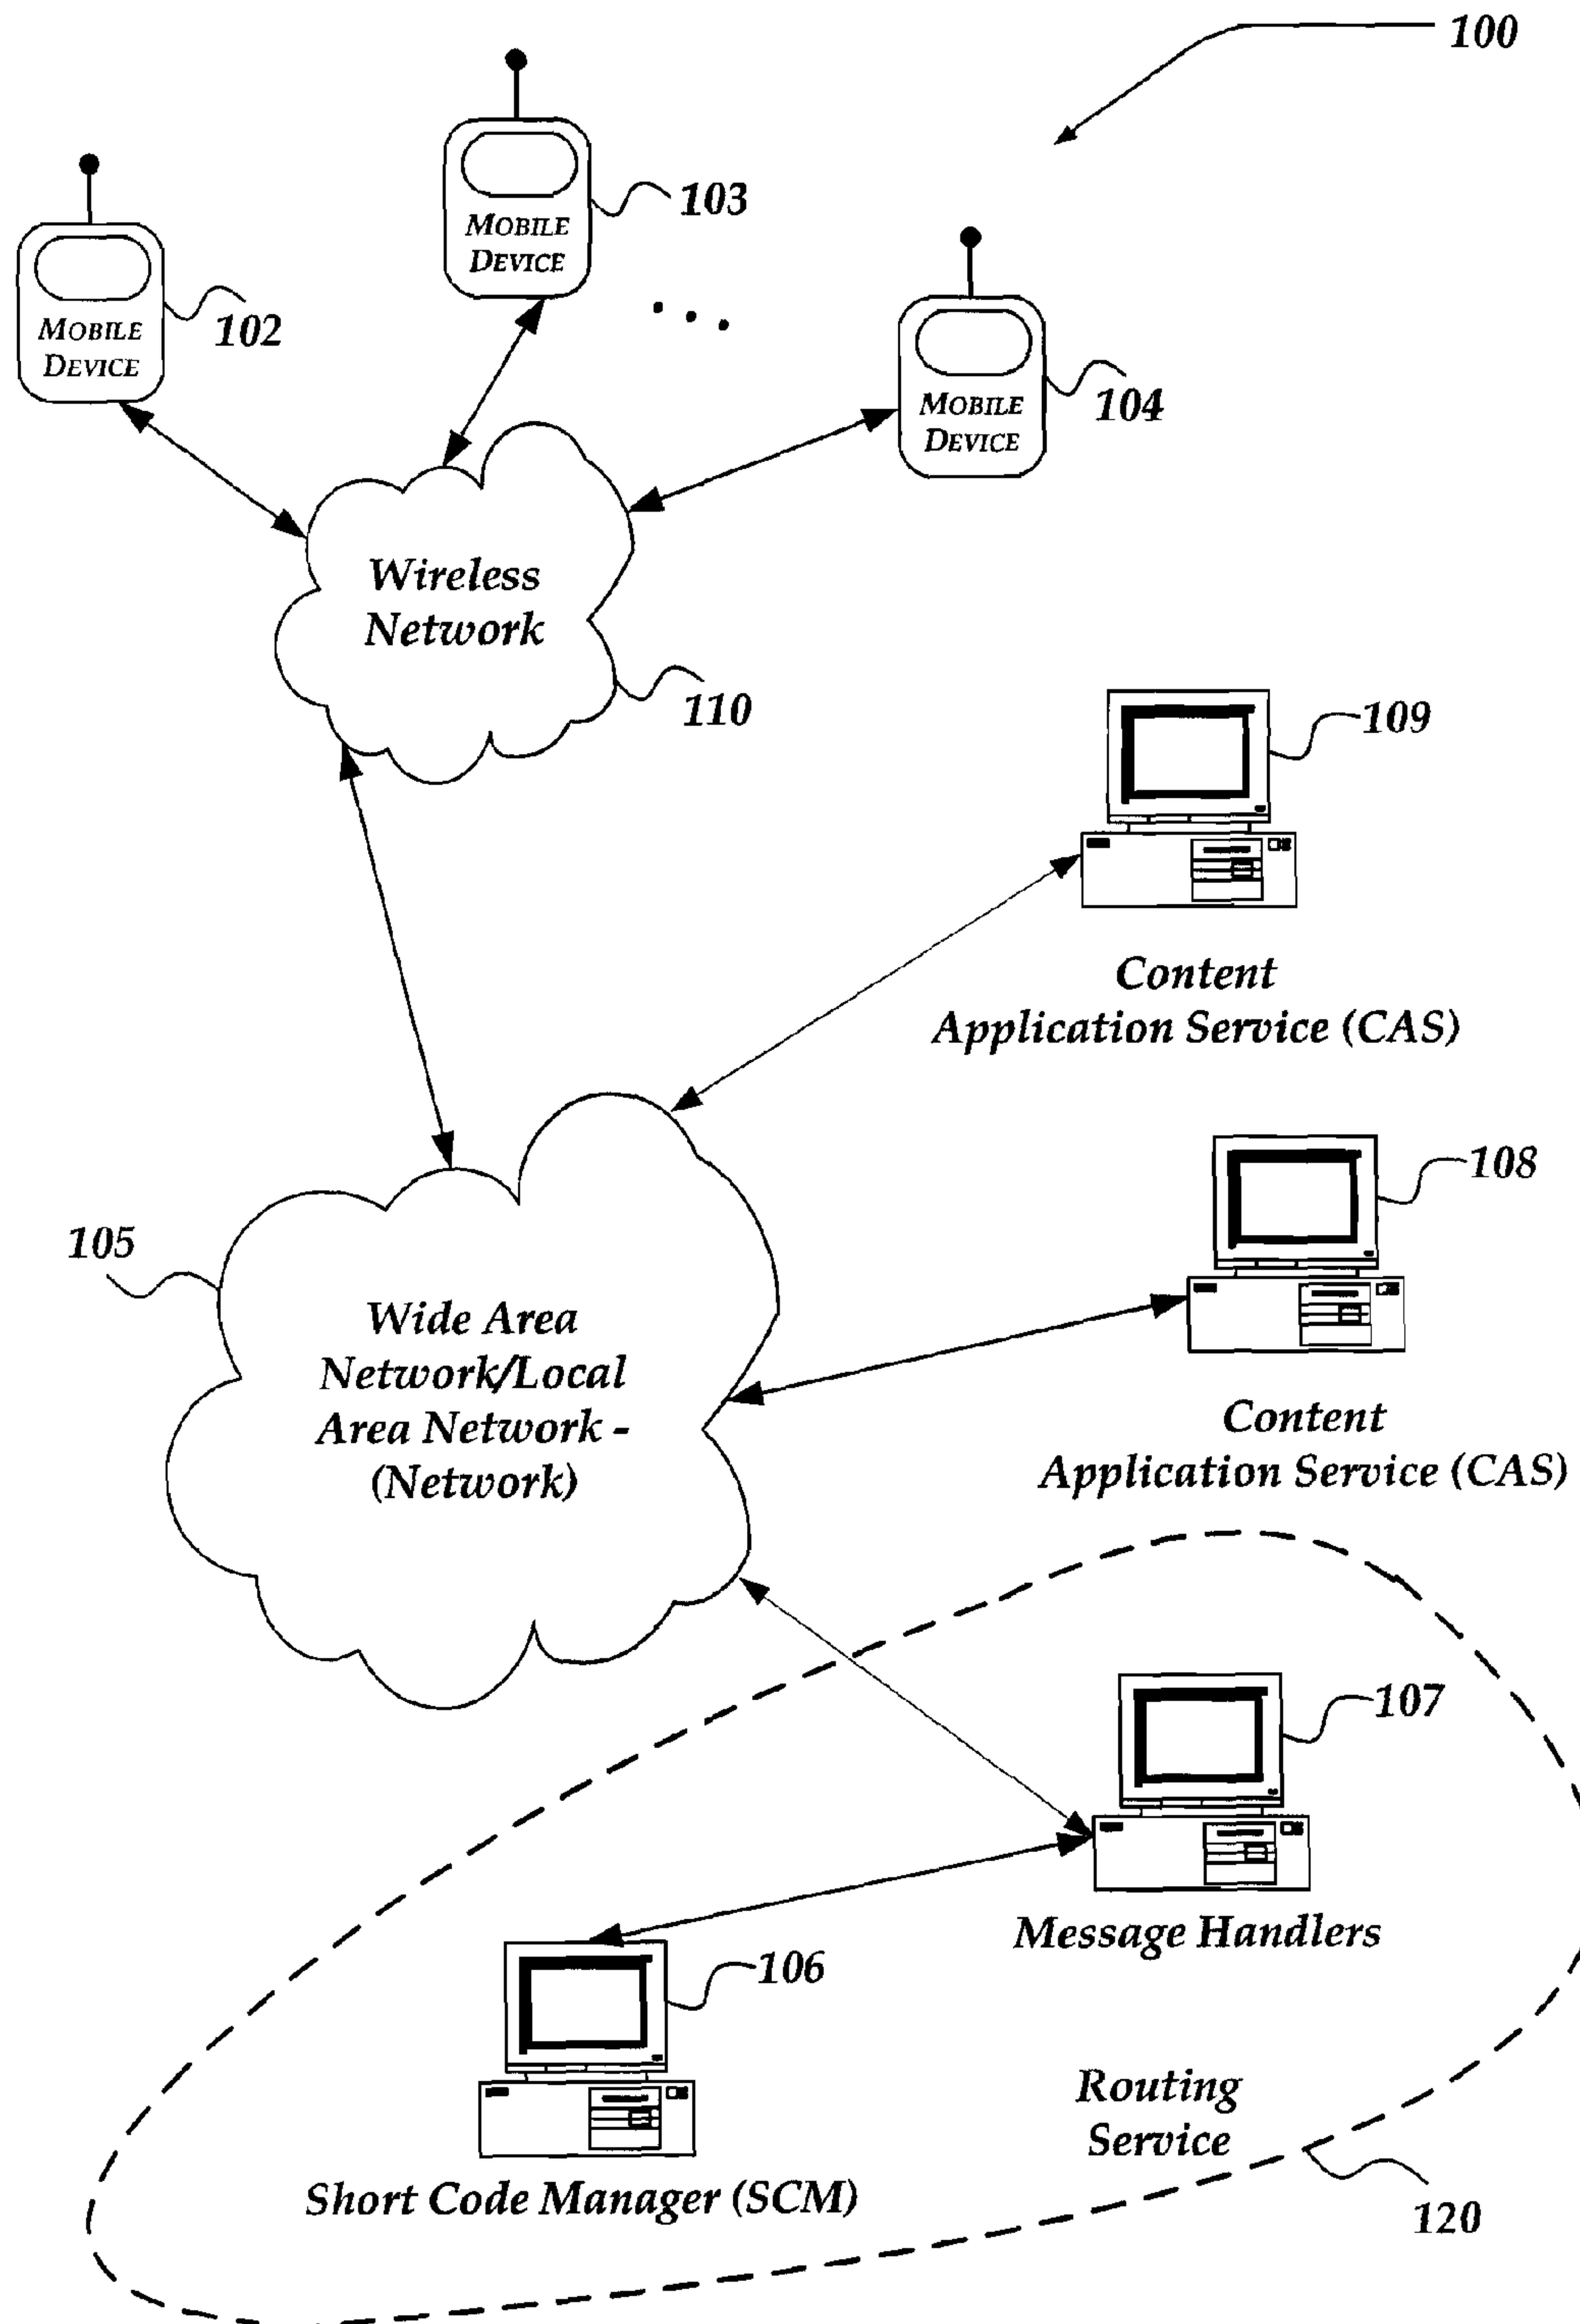 100
103
MOBILE
DEVICE
102
MOBILE
DEVICE
104
MOBILE
DEVICE
Wireless
Network
110
109
Content
Application Service (CAS)
108
105
Wide Area
Network/Local
Area Network -
(Network)
Content
Application Service (CAS)
107
Message Handlers
106
Routing
Service
Short Code Manager (SCM)
120